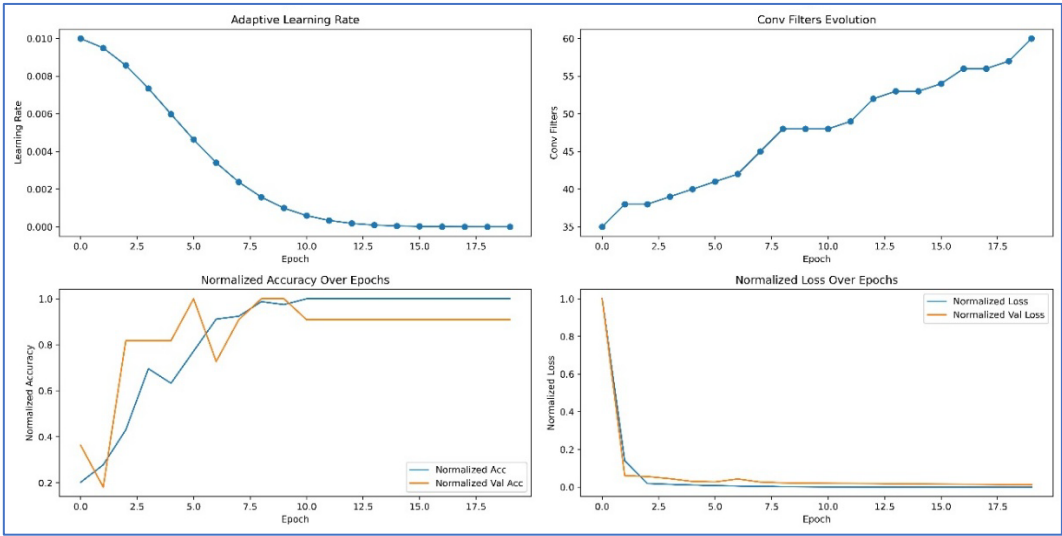 Adaptive Learning Rate
Learning Rate
0.010
0.008
0.006
0.004
0.002
0.000
0.0 2.5 5.0 7.5 10.0 12.5 15.0 17.5
Epoch
Conv Filters Evolution
Conv Filters
60
55
50
45
40
35
0.0 2.5 5.0 7.5 10.0 12.5 15.0 17.5
Epoch
Normalized Accuracy Over Epochs
Normalized Accuracy
1.0
0.8
0.6
0.4
0.2
Normalized Acc
Normalized Val Acc
0.0 2.5 5.0 7.5 10.0 12.5 15.0 17.5
Epoch
Normalized Loss Over Epochs
Normalized Loss
1.0
0.8
0.6
0.4
0.2
0.0
Normalized Loss
Normalized Val Loss
0.0 2.5 5.0 7.5 10.0 12.5 15.0 17.5
Epoch